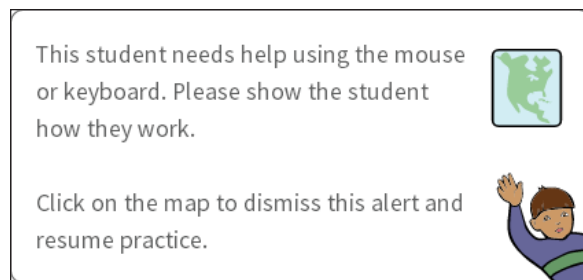 This student needs help using the mouse
or keyboard. Please show the student
how they work.
Click on the map to dismiss this alert and
resume practice.